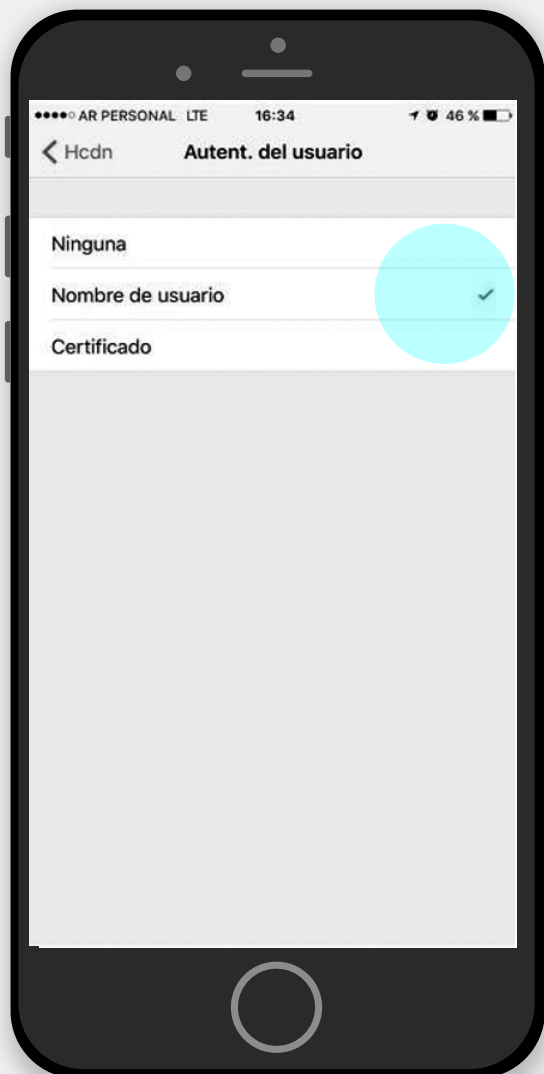 AR PERSONAL LTE 16:34 46 %
Hcdn Autent. del usuario
Ninguna
Nombre de usuario
Certificado